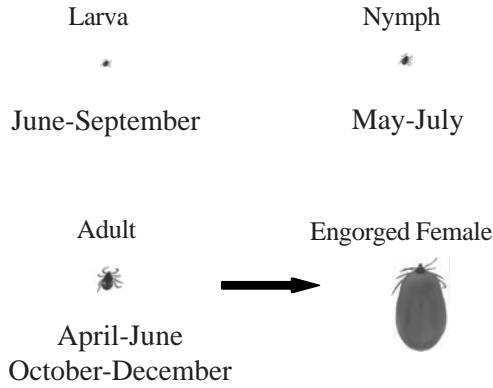 Larva
Nymph
June-September
May-July
Adult
Engorged Female
April-June
October-December